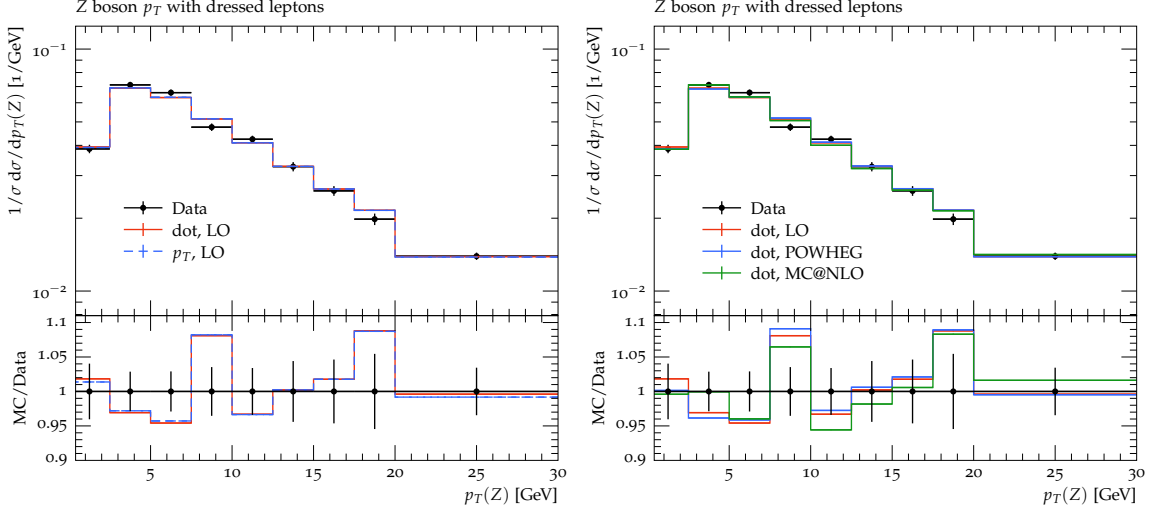 Z boson p_T with dressed leptons
1/σ dσ/dp_T(Z) [1/GeV]
10⁻¹
10⁻²
Data
dot, LO
p_T, LO
MC/Data
1.1
1.05
1
0.95
0.9
5 10 15 20 25 30
p_T(Z) [GeV]
Z boson p_T with dressed leptons
1/σ dσ/dp_T(Z) [1/GeV]
10⁻¹
10⁻²
Data
dot, LO
dot, POWHEG
dot, MC@NLO
MC/Data
1.1
1.05
1
0.95
0.9
5 10 15 20 25 30
p_T(Z) [GeV]